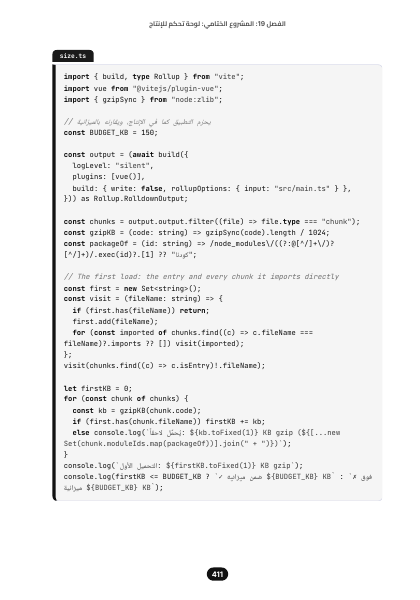 الفصل 19: المشروع الختامي: لوحة تحكم للإنتاج
size.ts
import { build, type Rollup } from "vite";
import vue from "@vitejs/plugin-vue";
import { gzipSync } from "node:zlib";
// يحزم التطبيق كما في الإنتاج، ويقارنه بالميزانية
const BUDGET_KB = 150;
const output = (await build({
  logLevel: "silent",
  plugins: [vue()],
  build: { write: false, rollupOptions: { input: "src/main.ts" } },
})) as Rollup.RolldownOutput;
const chunks = output.output.filter((file) => file.type === "chunk");
const gzipKB = (code: string) => gzipSync(code).length / 1024;
const packageOf = (id: string) => /node_modules\/((?:@[^/]+\/)?
[^/]+)/.exec(id)?.[1] ?? "كودنا";
// The first load: the entry and every chunk it imports directly
const first = new Set<string>();
const visit = (fileName: string) => {
  if (first.has(fileName)) return;
  first.add(fileName);
  for (const imported of chunks.find((c) => c.fileName ===
fileName)?.imports ?? []) visit(imported);
};
visit(chunks.find((c) => c.isEntry)!.fileName);
let firstKB = 0;
for (const chunk of chunks) {
  const kb = gzipKB(chunk.code);
  if (first.has(chunk.fileName)) firstKB += kb;
  else console.log(`يُحمَّل لاحقاً: ${kb.toFixed(1)} KB gzip (${[...new
Set(chunk.moduleIds.map(packageOf))].join(" + ")})`);
}
console.log(`التحميل الأول: ${firstKB.toFixed(1)} KB gzip`);
console.log(firstKB <= BUDGET_KB ? `✓ ضمن ميزانية ${BUDGET_KB} KB` : `✗ فوق
ميزانية ${BUDGET_KB} KB`);
411